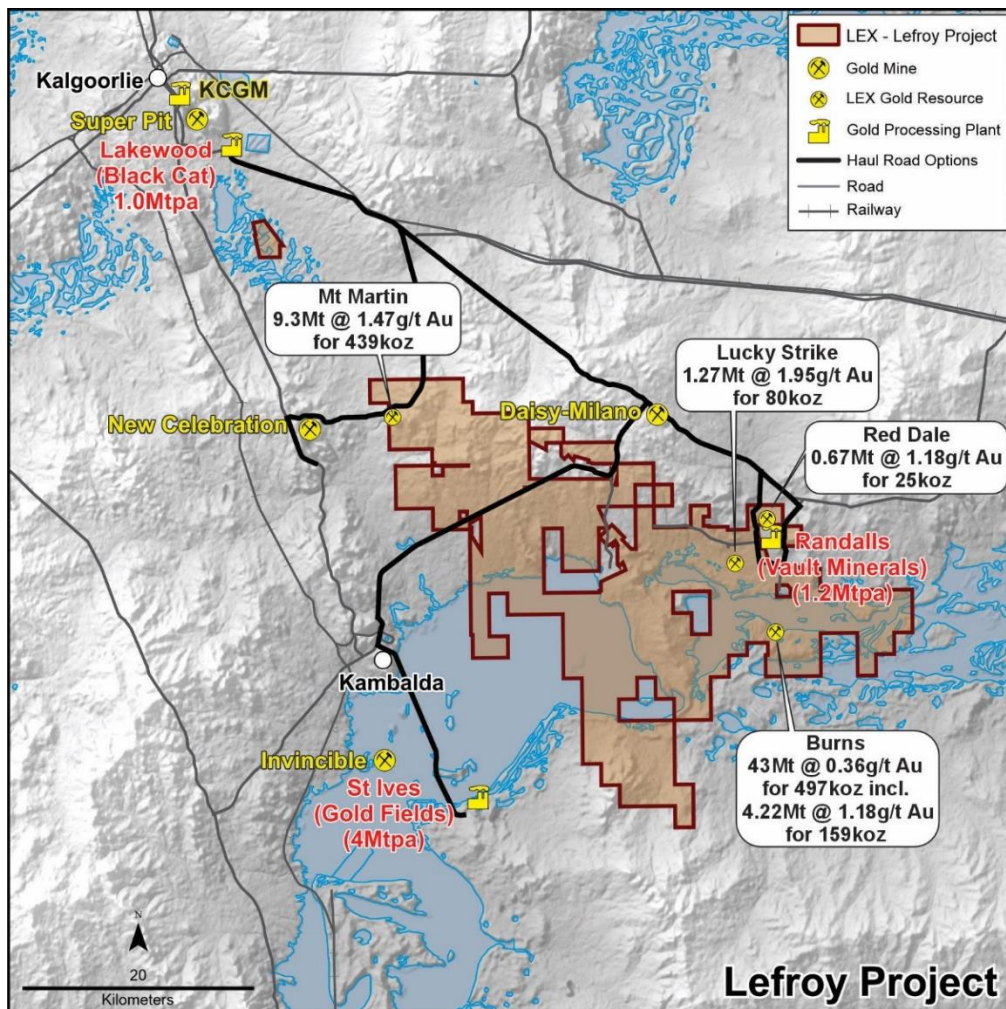 LEX - Lefroy Project
Gold Mine
LEX Gold Resource
Gold Processing Plant
Haul Road Options
Road
Railway
Kalgoorlie
KCGM
Super Pit
Lakewood
(Black Cat)
1.0Mtpa
Mt Martin
9.3Mt @ 1.47g/t Au
for 439koz
Lucky Strike
1.27Mt @ 1.95g/t Au
for 80koz
New Celebration
Daisy-Milano
Red Dale
0.67Mt @ 1.18g/t Au
for 25koz
Randalls
(Vault Minerals)
(1.2Mtpa)
Kambalda
Invincible
St Ives
(Gold Fields)
(4Mtpa)
Burns
43Mt @ 0.36g/t Au
for 497koz incl.
4.22Mt @ 1.18g/t Au
for 159koz
N
20
Kilometers
Lefroy Project